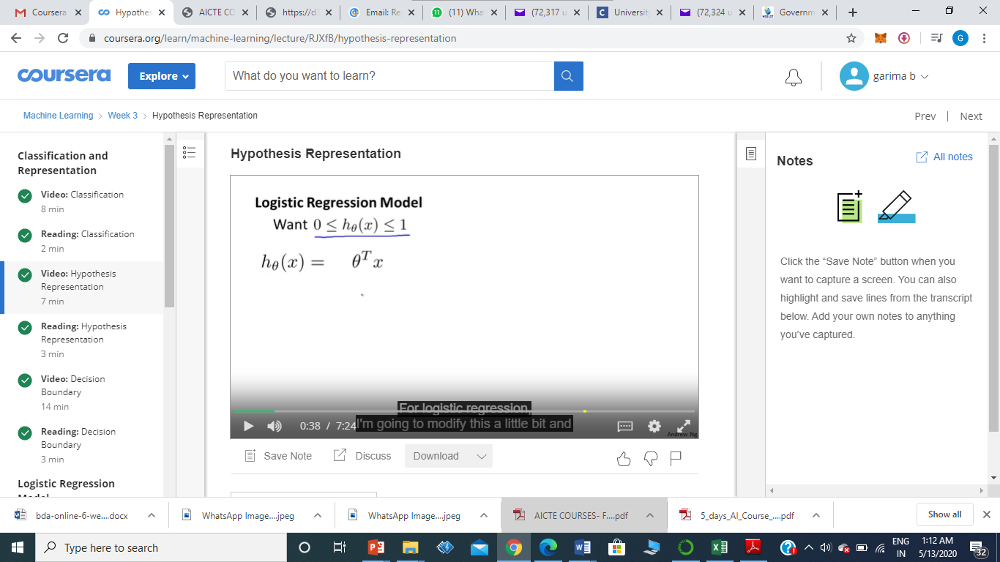 Coursera
Hypothes
AICTE CO
https://d3
Email: Re
(11) Wha
(72,317 u
Universit
(72,324 u
Governm
coursera.org/learn/machine-learning/lecture/RJXfB/hypothesis-representation
G
coursera
Explore
What do you want to learn?
garima b
Machine Learning > Week 3 > Hypothesis Representation
Prev | Next
Classification and
Representation
Video: Classification
8 min
Reading: Classification
2 min
Video: Hypothesis
Representation
7 min
Reading: Hypothesis
Representation
3 min
Video: Decision
Boundary
14 min
Reading: Decision
Boundary
3 min
Logistic Regression
Model
Hypothesis Representation
Logistic Regression Model
Want 0 ≤ hθ(x) ≤ 1
hθ(x) = θᵀx
For logistic regression,
I'm going to modify this a little bit and
0:38 / 7:24
Andrew Ng
Save Note
Discuss
Download
Notes
All notes
Click the “Save Note” button when you
want to capture a screen. You can also
highlight and save lines from the transcript
below. Add your own notes to anything
you’ve captured.
bda-online-6-we....docx
WhatsApp Image....jpeg
WhatsApp Image....jpeg
AICTE COURSES- F....pdf
5_days_AI_Course_....pdf
Show all
Type here to search
ENG
IN
1:12 AM
5/13/2020
32